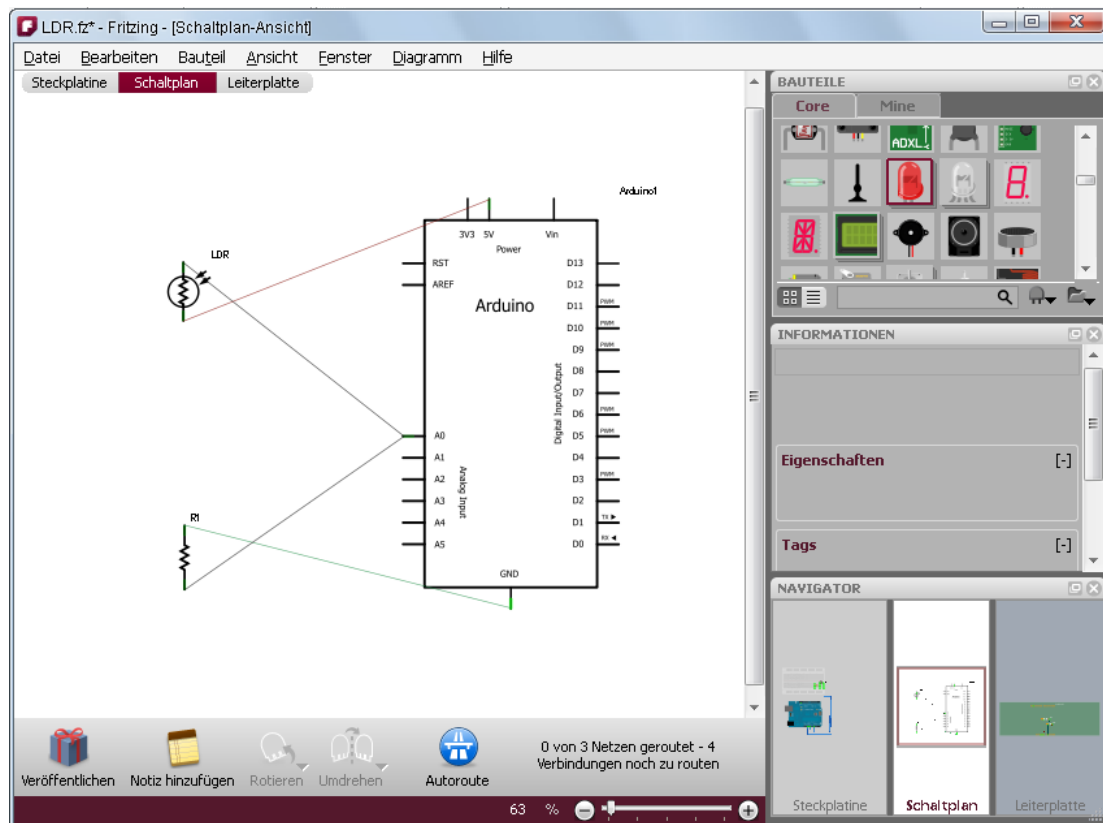 LDR.fz* - Fritzing - [Schaltplan-Ansicht]
Datei Bearbeiten Bauteil Ansicht Fenster Diagramm Hilfe
Steckplatine Schaltplan Leiterplatte
BAUTEILE
Core Mine
ADXL
Arduino1
3V3 5V Vin
Power
LDR
RST D13
AREF D12
Arduino
D11 PWM
D10 PWM
D9 PWM
D8
D7
D6 PWM
A0 D5 PWM
A1 D4
A2 D3 PWM
A3 D2
A4 D1 TX
A5 D0 RX
Analog Input
Digital Input/Output
R1
GND
INFORMATIONEN
Eigenschaften [-]
Tags [-]
NAVIGATOR
Steckplatine Schaltplan Leiterplatte
Veröffentlichen Notiz hinzufügen Rotieren Umdrehen Autoroute
0 von 3 Netzen geroutet - 4
Verbindungen noch zu routen
63 %